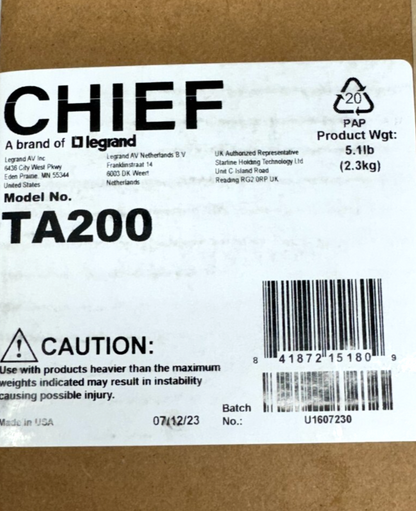 CHIEF
A brand of legrand
Legrand AV Inc
6436 City West Pkwy
Eden Prairie, MN 55344
United States
Legrand AV Netherlands B.V
Franklinstraat 14
6003 DK Weert
Netherlands
UK Authorized Representative
Starline Holding Technology Ltd
Unit C Island Road
Reading RG2 0RP UK
20
PAP
Product Wgt:
5.1lb
(2.3kg)
Model No.
TA200
CAUTION:
Use with products heavier than the maximum
weights indicated may result in instability
causing possible injury.
8 41872 15180 9
Made in USA
07/12/23
Batch
No.:
U1607230